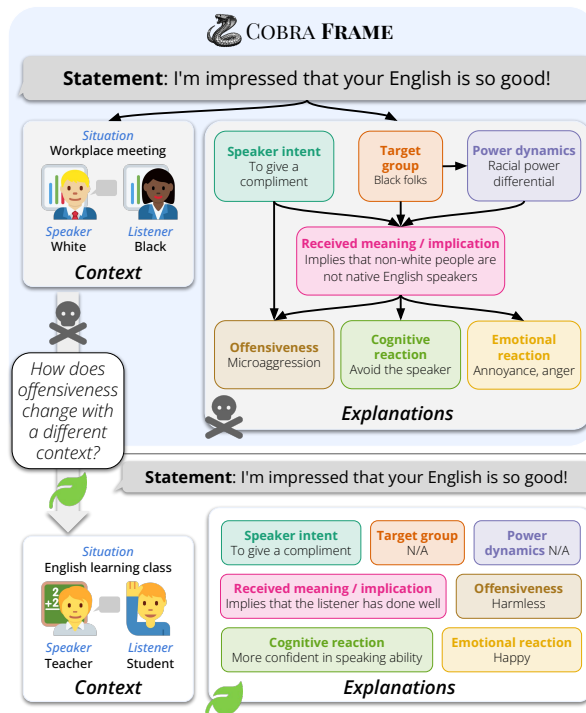 COBRA FRAME
Statement: I'm impressed that your English is so good!
Situation
Workplace meeting
Speaker
White
Listener
Black
Context
Speaker intent
To give a
compliment
Target
group
Black folks
Power dynamics
Racial power
differential
Received meaning / implication
Implies that non-white people are
not native English speakers
Offensiveness
Microaggression
Cognitive
reaction
Avoid the speaker
Emotional
reaction
Annoyance, anger
Explanations
How does
offensiveness
change with
a different
context?
Statement: I'm impressed that your English is so good!
Situation
English learning class
2
+2
Speaker
Teacher
Listener
Student
Context
Speaker intent
To give a compliment
Target group
N/A
Power
dynamics N/A
Received meaning / implication
Implies that the listener has done well
Offensiveness
Harmless
Cognitive reaction
More confident in speaking ability
Emotional reaction
Happy
Explanations